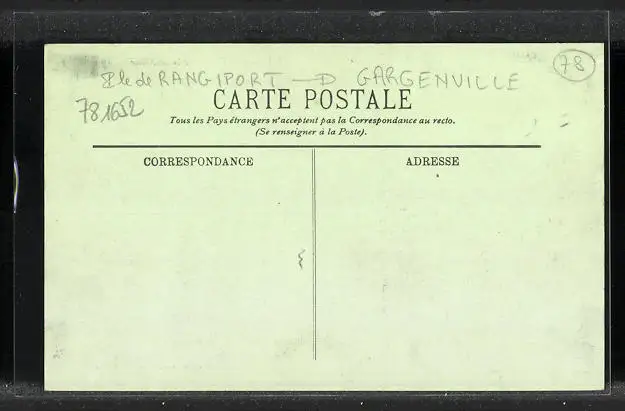 Ile de RANGIPORT — D GARGENVILLE
78
781652
CARTE POSTALE
Tous les Pays étrangers n'acceptent pas la Correspondance au recto.
(Se renseigner à la Poste).
CORRESPONDANCE
ADRESSE